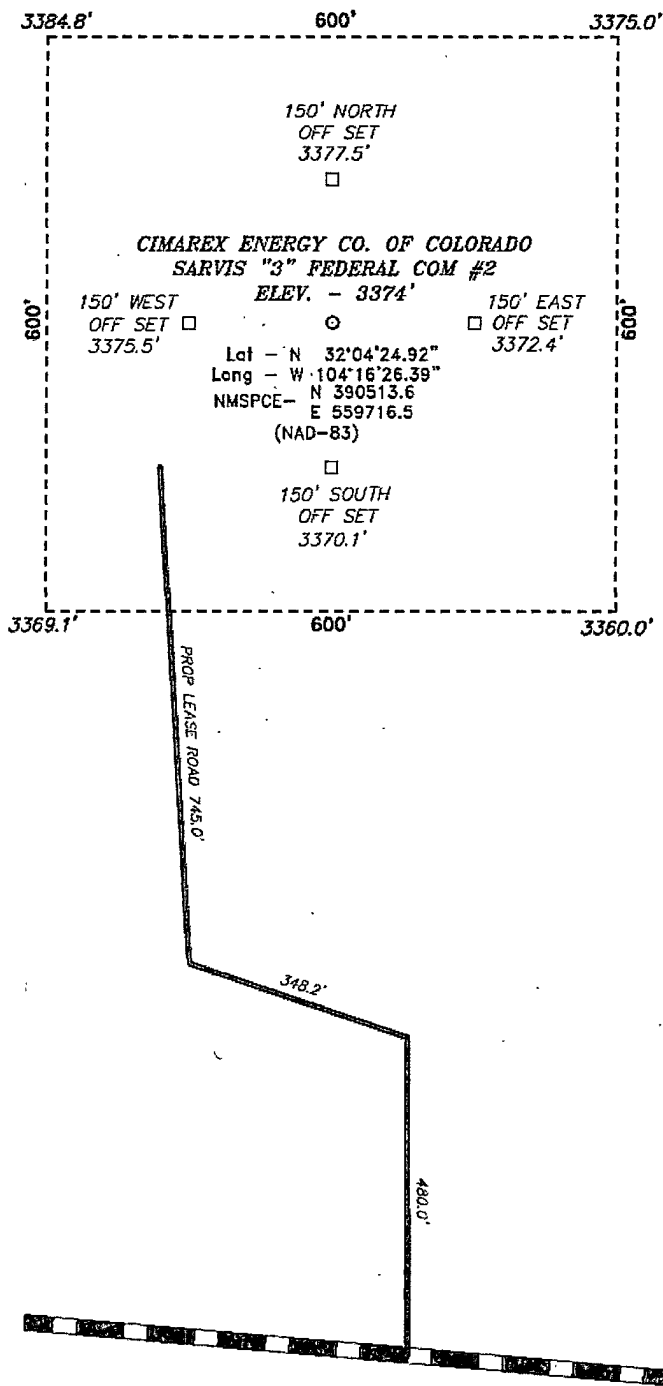 3384.8' 600' 3375.0'
150' NORTH
OFF SET
3377.5'
CIMAREX ENERGY CO. OF COLORADO
SARVIS "3" FEDERAL COM #2
ELEV. - 3374'
600'
150' WEST
OFF SET
3375.5'
150' EAST
OFF SET
3372.4'
600'
Lat - N 32°04'24.92"
Long - W 104°16'26.39"
NMSPCE- N 390513.6
E 559716.5
(NAD-83)
150' SOUTH
OFF SET
3370.1'
3369.1' 600' 3360.0'
PROP LEASE ROAD 745.0'
348.2'
480.0'